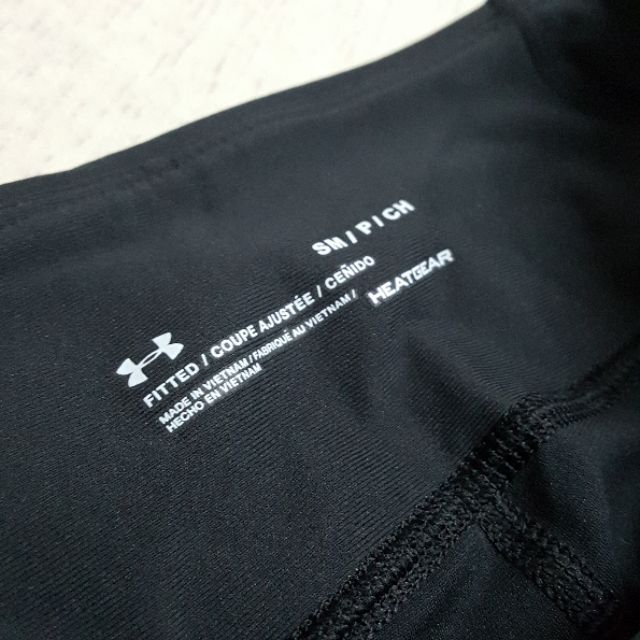 SM / P / CH
FITTED / COUPE AJUSTÉE / CEÑIDO
HEATGEAR
MADE IN VIETNAM / FABRIQUÉ AU VIETNAM /
HECHO EN VIETNAM